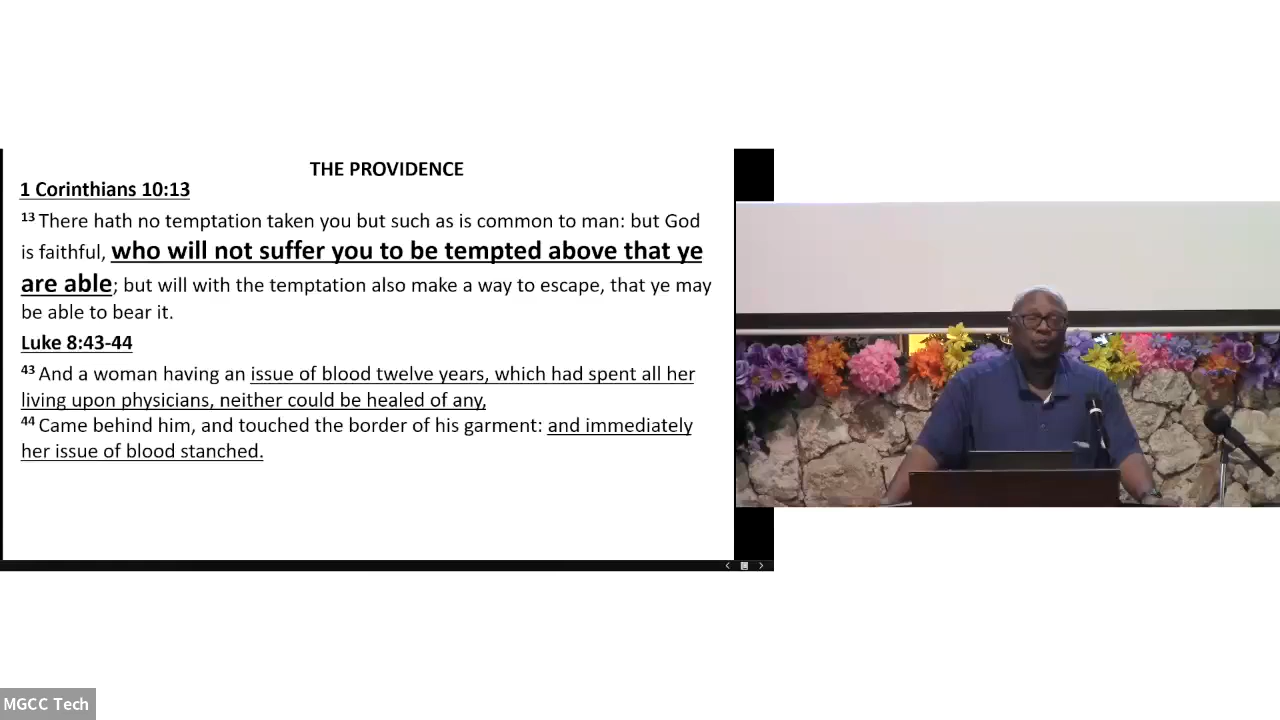 THE PROVIDENCE
1 Corinthians 10:13
13 There hath no temptation taken you but such as is common to man: but God
is faithful, who will not suffer you to be tempted above that ye
are able; but will with the temptation also make a way to escape, that ye may
be able to bear it.
Luke 8:43-44
43 And a woman having an issue of blood twelve years, which had spent all her
living upon physicians, neither could be healed of any,
44 Came behind him, and touched the border of his garment: and immediately
her issue of blood stanched.
MGCC Tech